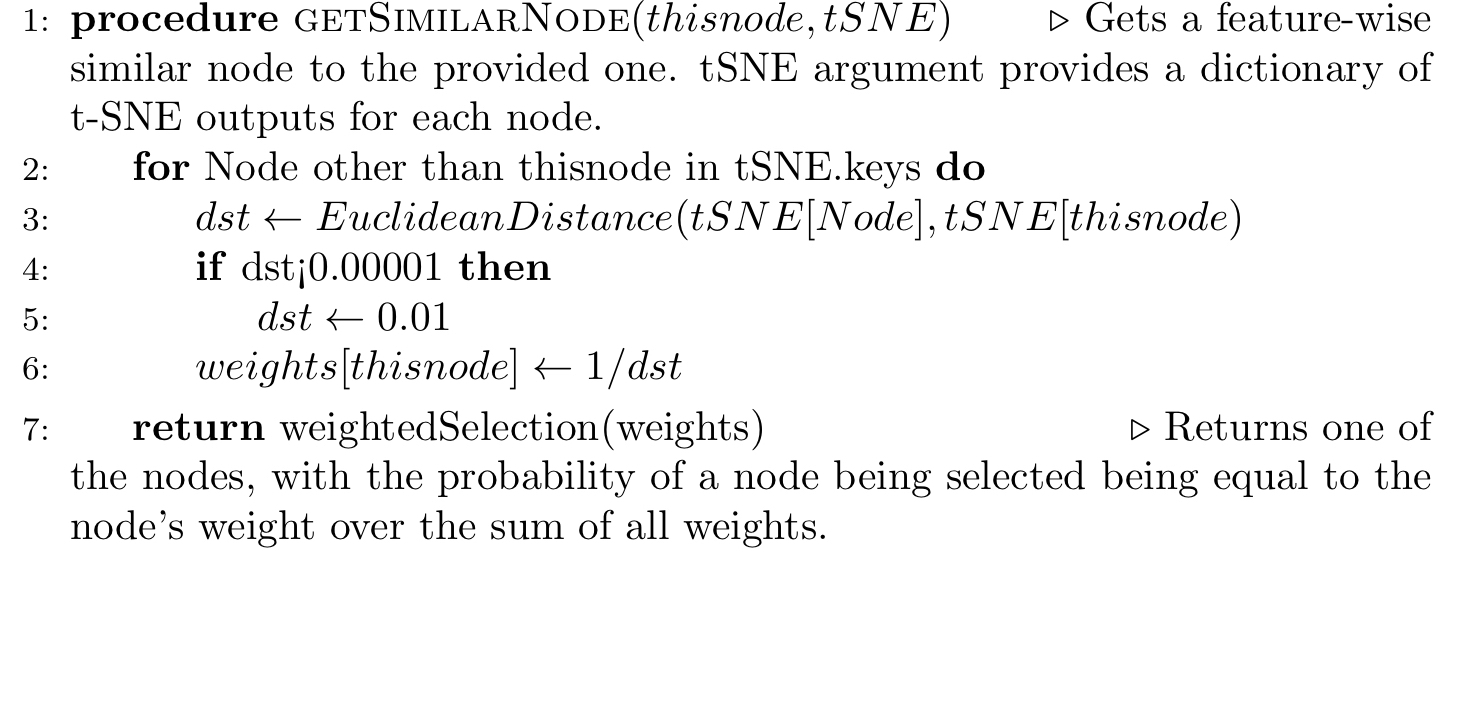 1: procedure GETSIMILARNODE(thisnode, tSNE) ▷ Gets a feature-wise
similar node to the provided one. tSNE argument provides a dictionary of
t-SNE outputs for each node.
2: for Node other than thisnode in tSNE.keys do
3: dst ← EuclideanDistance(tSNE[Node], tSNE[thisnode)
4: if dst¡0.00001 then
5: dst ← 0.01
6: weights[thisnode] ← 1/dst
7: return weightedSelection(weights) ▷ Returns one of
the nodes, with the probability of a node being selected being equal to the
node's weight over the sum of all weights.